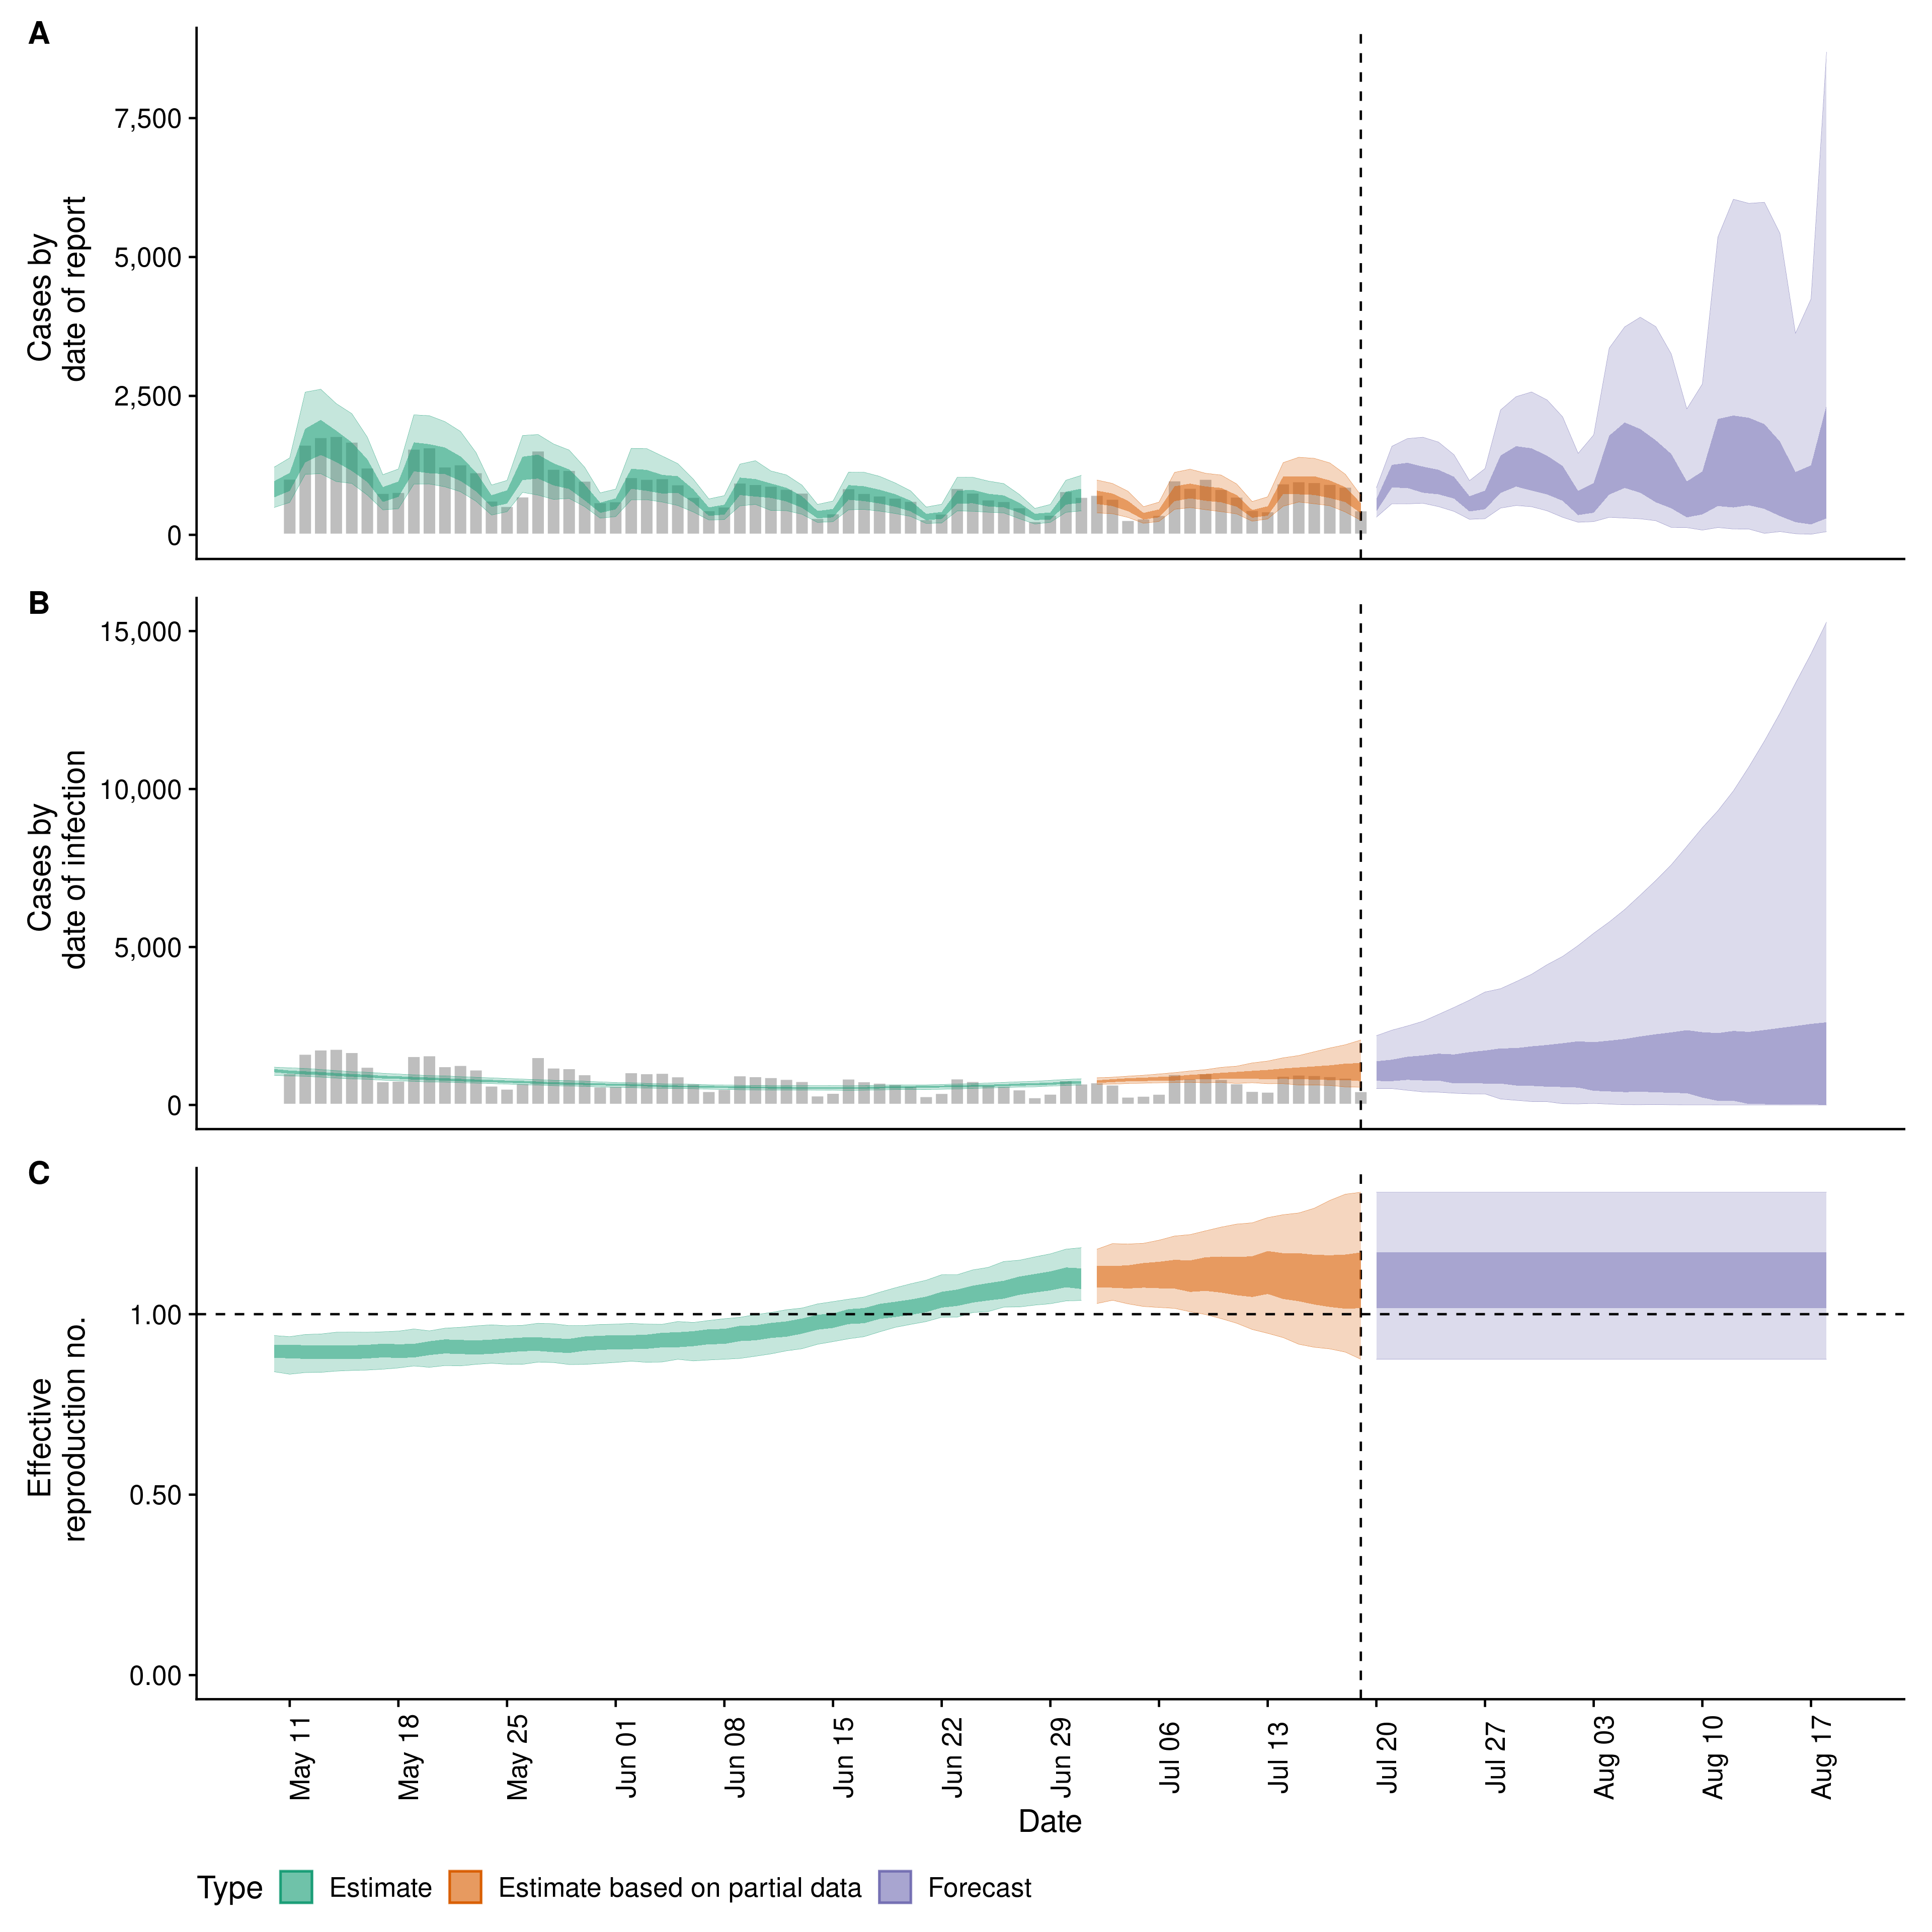 A
Cases by
date of report
7,500
5,000
2,500
0
B
Cases by
date of infection
15,000
10,000
5,000
0
C
Effective
reproduction no.
1.00
0.50
0.00
May 11
May 18
May 25
Jun 01
Jun 08
Jun 15
Jun 22
Jun 29
Jul 06
Jul 13
Jul 20
Jul 27
Aug 03
Aug 10
Aug 17
Date
Type Estimate Estimate based on partial data Forecast